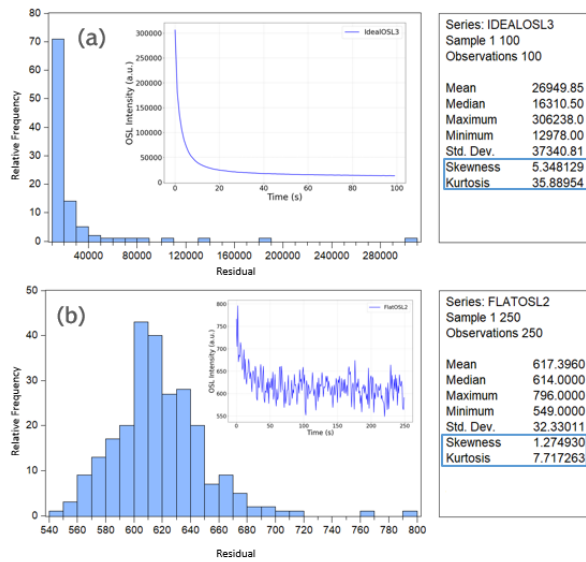 (a)
Relative Frequency
80
70
60
50
40
30
20
10
0
40000 80000 120000 160000 200000 240000 280000
Residual
IdealOSL3
OSL Intensity (a.u.)
300000
250000
200000
150000
100000
50000
0
0 20 40 60 80 100
Time (s)
Series: IDEALOSL3
Sample 1 100
Observations 100
Mean 26949.85
Median 16310.50
Maximum 306238.0
Minimum 12978.00
Std. Dev. 37340.81
Skewness 5.348129
Kurtosis 35.88954
(b)
Relative Frequency
50
40
30
20
10
0
540 560 580 600 620 640 660 680 700 720 740 760 780 800
Residual
FlatOSL2
OSL Intensity (a.u.)
800
750
700
650
600
550
0 50 100 150 200 250
Time (s)
Series: FLATOSL2
Sample 1 250
Observations 250
Mean 617.3960
Median 614.0000
Maximum 796.0000
Minimum 549.0000
Std. Dev. 32.33011
Skewness 1.274930
Kurtosis 7.717263